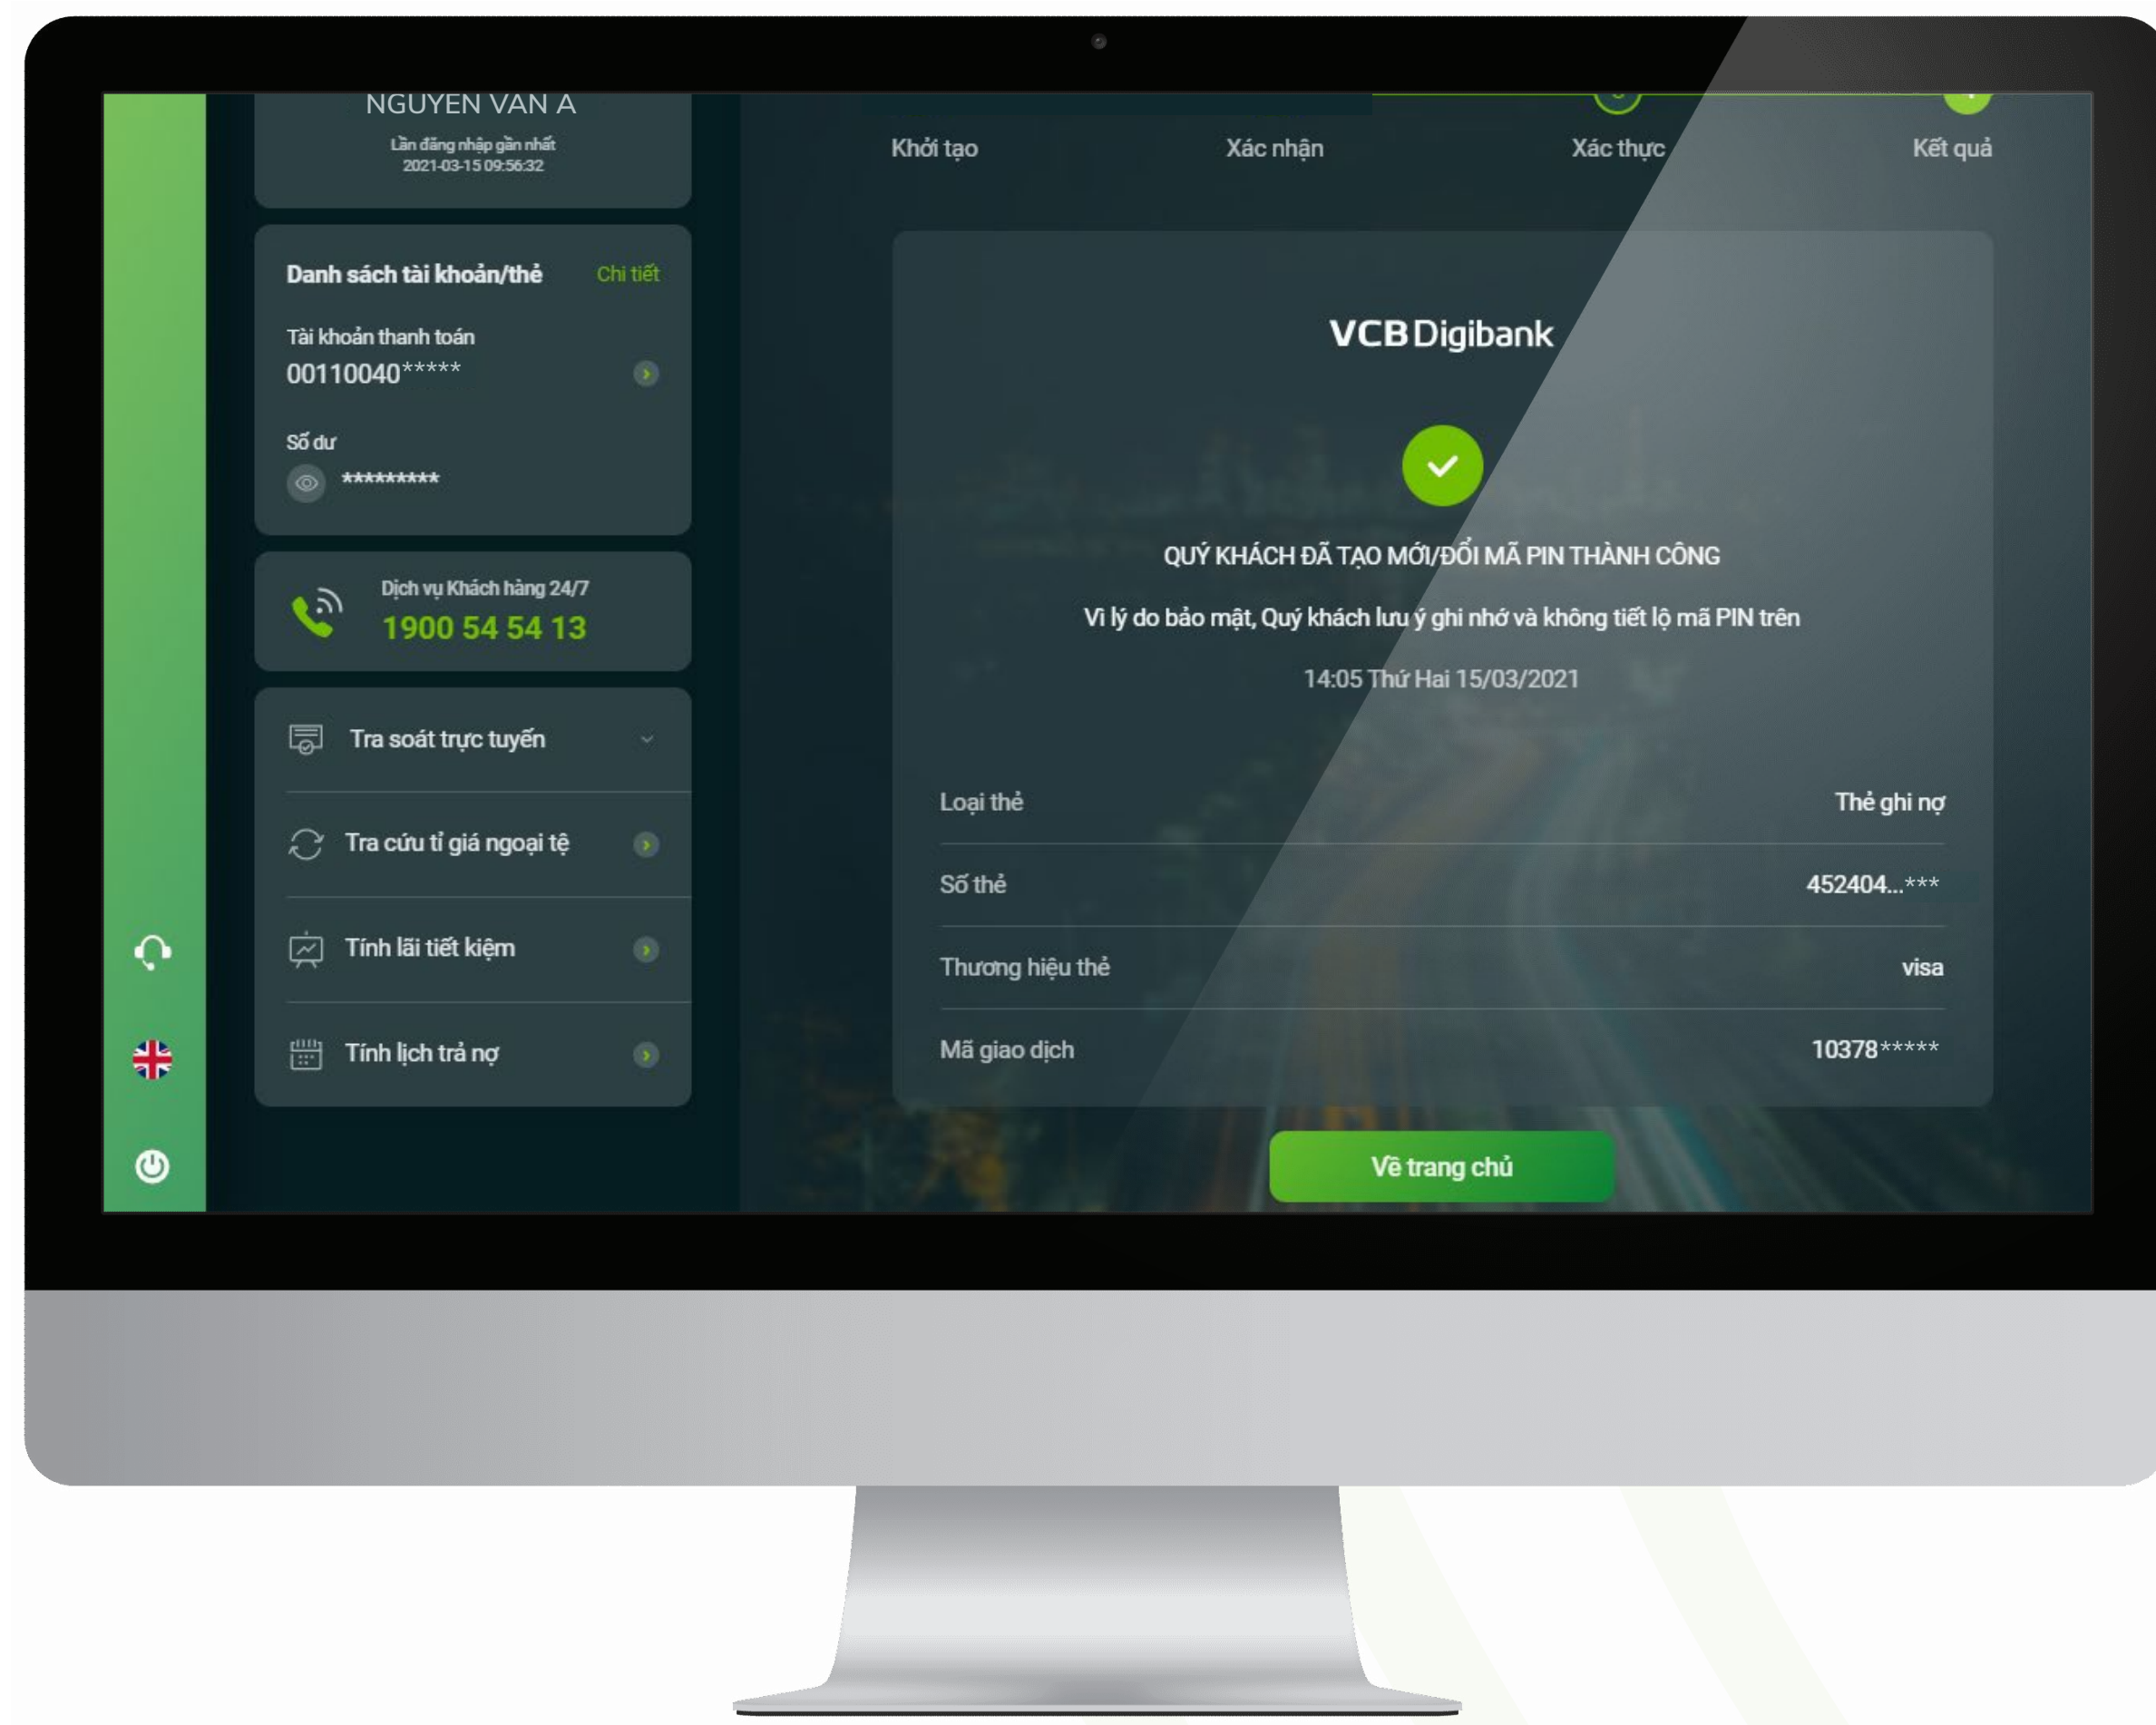 NGUYEN VAN A
Lần đăng nhập gần nhất
2021-03-15 09:56:32
Danh sách tài khoản/thẻ Chi tiết
Tài khoản thanh toán
00110040*****
Số dư
*********
Dịch vụ Khách hàng 24/7
1900 54 54 13
Tra soát trực tuyến
Tra cứu tỉ giá ngoại tệ
Tính lãi tiết kiệm
Tính lịch trả nợ
Khởi tạo Xác nhận Xác thực Kết quả
VCB Digibank
QUÝ KHÁCH ĐÃ TẠO MỚI/ĐỔI MÃ PIN THÀNH CÔNG
Vì lý do bảo mật, Quý khách lưu ý ghi nhớ và không tiết lộ mã PIN trên
14:05 Thứ Hai 15/03/2021
Loại thẻ Thẻ ghi nợ
Số thẻ 452404...***
Thương hiệu thẻ visa
Mã giao dịch 10378*****
Về trang chủ